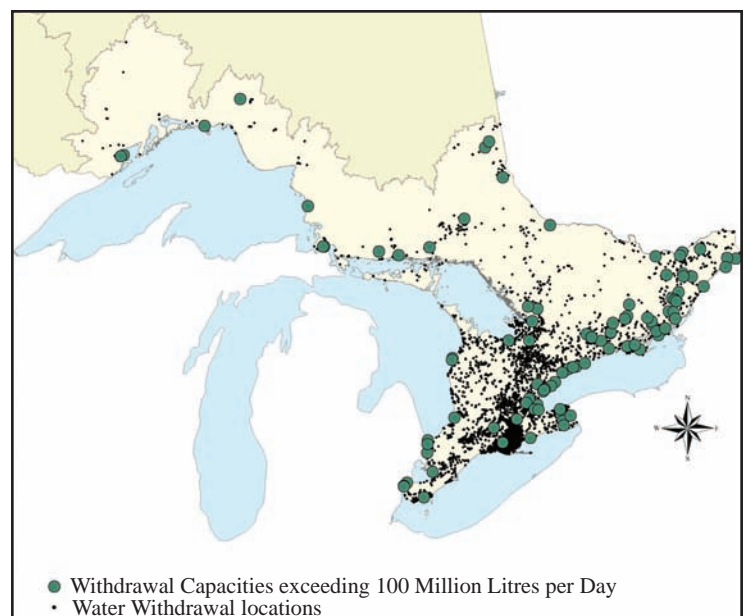 N
W E
S
Withdrawal Capacities exceeding 100 Million Litres per Day
Water Withdrawal locations